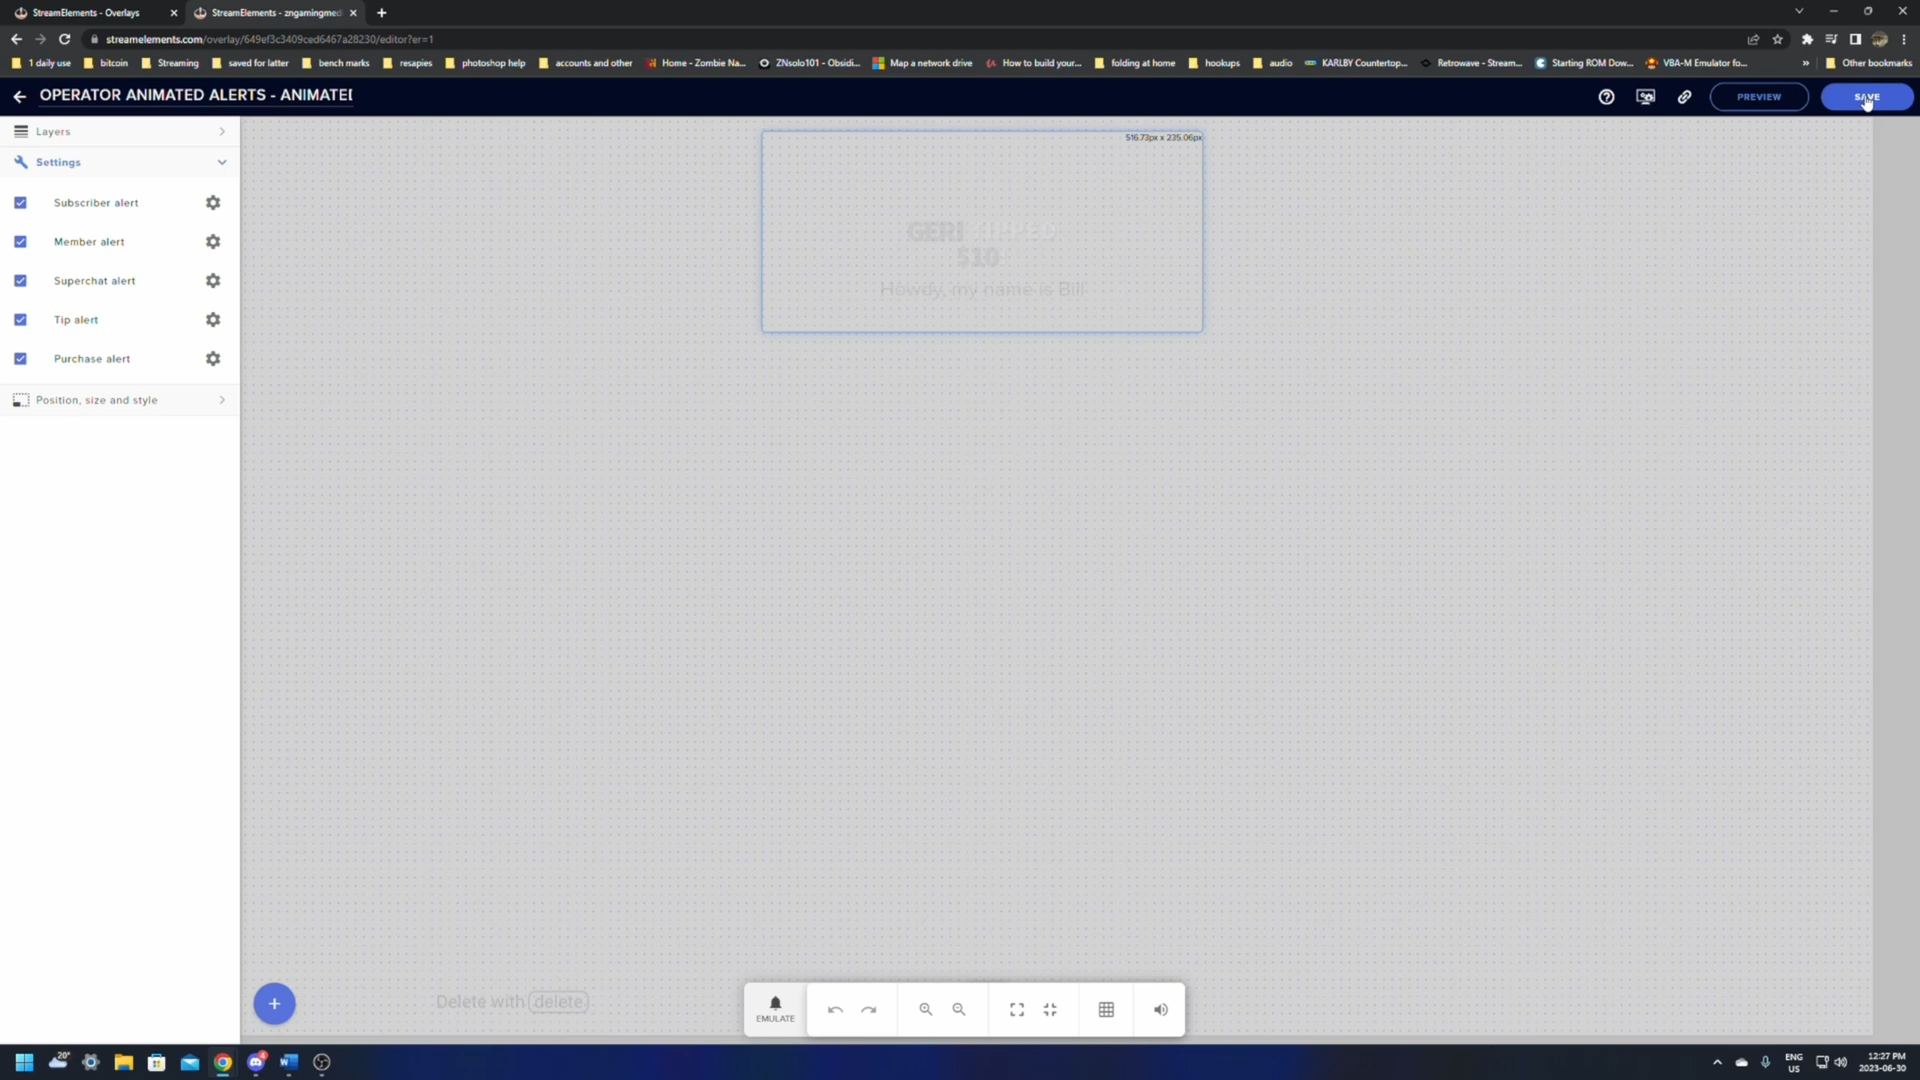 StreamElements - Overlays
StreamElements - zngamingmed
streamelements.com/overlay/649ef3c3409ced6467a28230/editor?er=1
1 daily use
bitcoin
Streaming
saved for latter
bench marks
resapies
photoshop help
accounts and other
Home - Zombie Na...
ZNsolo101 - Obsidi...
Map a network drive
How to build your...
folding at home
hookups
audio
KARLBY Countertop...
Retrowave - Stream...
Starting ROM Dow...
VBA-M Emulator fo...
»
Other bookmarks
OPERATOR ANIMATED ALERTS - ANIMATE
PREVIEW
SAVE
Layers
Settings
Subscriber alert
Member alert
Superchat alert
Tip alert
Purchase alert
Position, size and style
516.73px x 235.06px
GERI TIPPED
$10
Howdy, my name is Bill
Delete with delete
EMULATE
20°
4
ENG
US
12:27 PM
2023-06-30